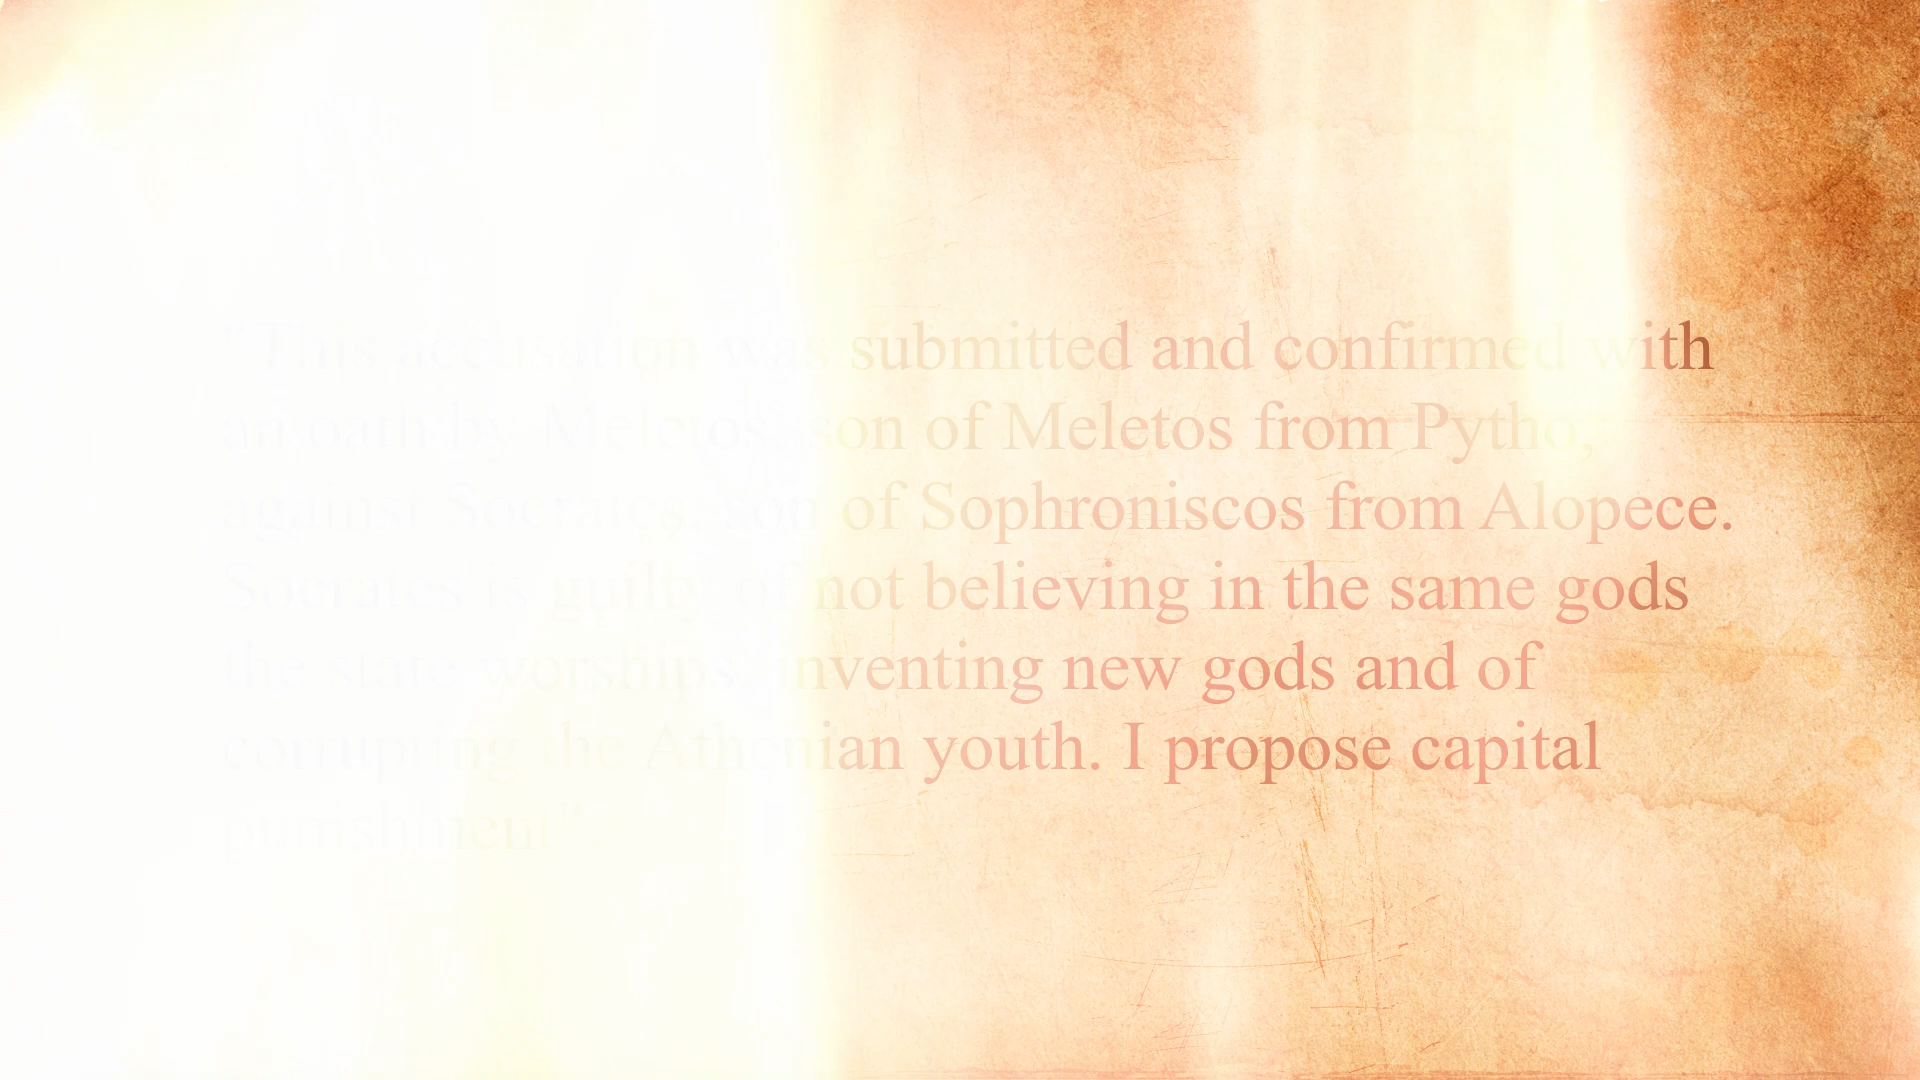 "This accusation was submitted and confirmed with
an oath by Meletos, son of Meletos from Pytho,
against Socrates, son of Sophroniscos from Alopece.
Socrates is guilty of not believing in the same gods
the state worships, inventing new gods and of
corrupting the Athenian youth. I propose capital
punishment"